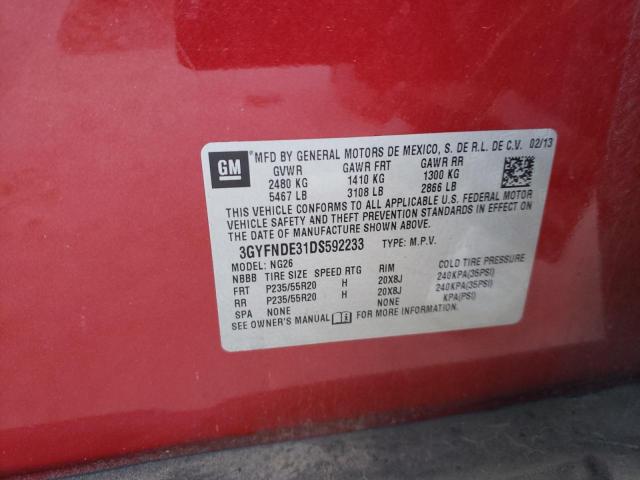 GM MFD BY GENERAL MOTORS DE MEXICO, S. DE R.L. DE C.V. 02/13
GVWR GAWR FRT GAWR RR
2480 KG 1410 KG 1300 KG
5467 LB 3108 LB 2866 LB
THIS VEHICLE CONFORMS TO ALL APPLICABLE U.S. FEDERAL MOTOR
VEHICLE SAFETY AND THEFT PREVENTION STANDARDS IN EFFECT ON THE
DATE OF MANUFACTURE SHOWN ABOVE.
3GYFNDE31DS592233 TYPE: M.P.V.
MODEL: NG26
NBBB TIRE SIZE SPEED RTG RIM COLD TIRE PRESSURE
FRT P235/55R20 H 20X8J 240KPA(35PSI)
RR P235/55R20 H 20X8J 240KPA(35PSI)
SPA NONE NONE KPA(PSI)
SEE OWNER'S MANUAL FOR MORE INFORMATION.